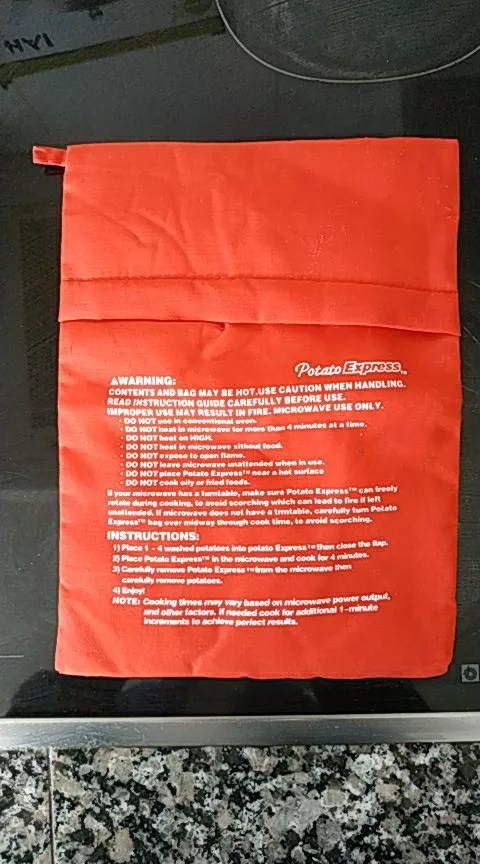 Potato Express™
⚠WARNING:
CONTENTS AND BAG MAY BE HOT.USE CAUTION WHEN HANDLING.
READ INSTRUCTION GUIDE CAREFULLY BEFORE USE.
IMPROPER USE MAY RESULT IN FIRE. MICROWAVE USE ONLY.
· DO NOT use in conventional oven.
· DO NOT heat in microwave for more than 4 minutes at a time.
· DO NOT heat on HIGH.
· DO NOT heat in microwave without food.
· DO NOT expose to open flame.
· DO NOT leave microwave unattended when in use.
· DO NOT place Potato Express™ near a hot surface
· DO NOT cook oily or fried foods.
If your microwave has a turntable, make sure Potato Express™ can freely
rotate during cooking, to avoid scorching which can lead to fire if left
unattended. If microwave does not have a trmtable, carefully turn Potato
Express™ bag over midway through cook time, to avoid scorching.
INSTRUCTIONS:
1) Place 1 - 4 washed potatoes into potato Express™ then close the flap.
2) Place Potato Express™ in the microwave and cook for 4 minutes.
3) Carefully remove Potato Express™ from the microwave then
carefully remove potatoes.
4) Enjoy!
NOTE: Cooking times may vary based on microwave power output,
and other factors. If needed cook for additional 1-minute
increments to achieve perfect results.